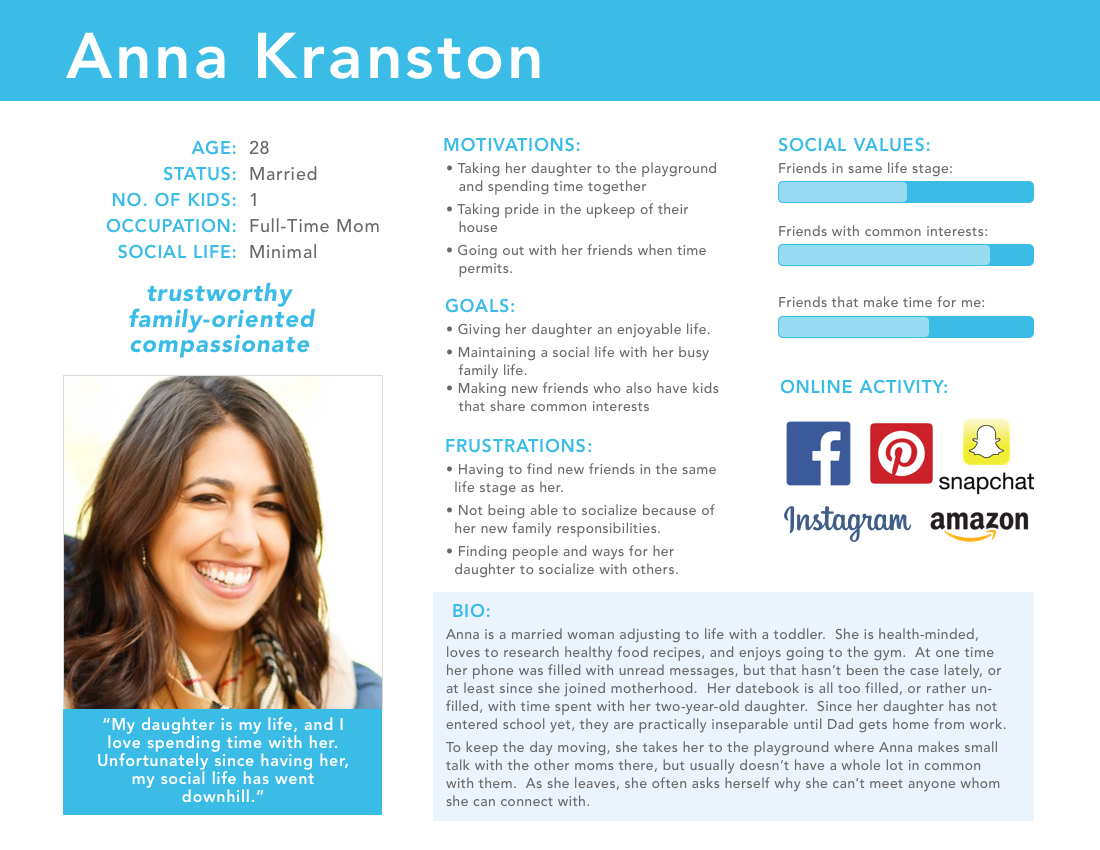 Anna Kranston
AGE: 28
STATUS: Married
NO. OF KIDS: 1
OCCUPATION: Full-Time Mom
SOCIAL LIFE: Minimal
trustworthy
family-oriented
compassionate
"My daughter is my life, and I
love spending time with her.
Unfortunately since having her,
my social life has went
downhill."
MOTIVATIONS:
• Taking her daughter to the playground
and spending time together
• Taking pride in the upkeep of their
house
• Going out with her friends when time
permits.
GOALS:
• Giving her daughter an enjoyable life.
• Maintaining a social life with her busy
family life.
• Making new friends who also have kids
that share common interests
FRUSTRATIONS:
• Having to find new friends in the same
life stage as her.
• Not being able to socialize because of
her new family responsibilities.
• Finding people and ways for her
daughter to socialize with others.
SOCIAL VALUES:
Friends in same life stage:
Friends with common interests:
Friends that make time for me:
ONLINE ACTIVITY:
snapchat
Instagram
amazon
BIO:
Anna is a married woman adjusting to life with a toddler.  She is health-minded,
loves to research healthy food recipes, and enjoys going to the gym.  At one time
her phone was filled with unread messages, but that hasn't been the case lately, or
at least since she joined motherhood.  Her datebook is all too filled, or rather un-
filled, with time spent with her two-year-old daughter.  Since her daughter has not
entered school yet, they are practically inseparable until Dad gets home from work.
To keep the day moving, she takes her to the playground where Anna makes small
talk with the other moms there, but usually doesn't have a whole lot in common
with them.  As she leaves, she often asks herself why she can't meet anyone whom
she can connect with.